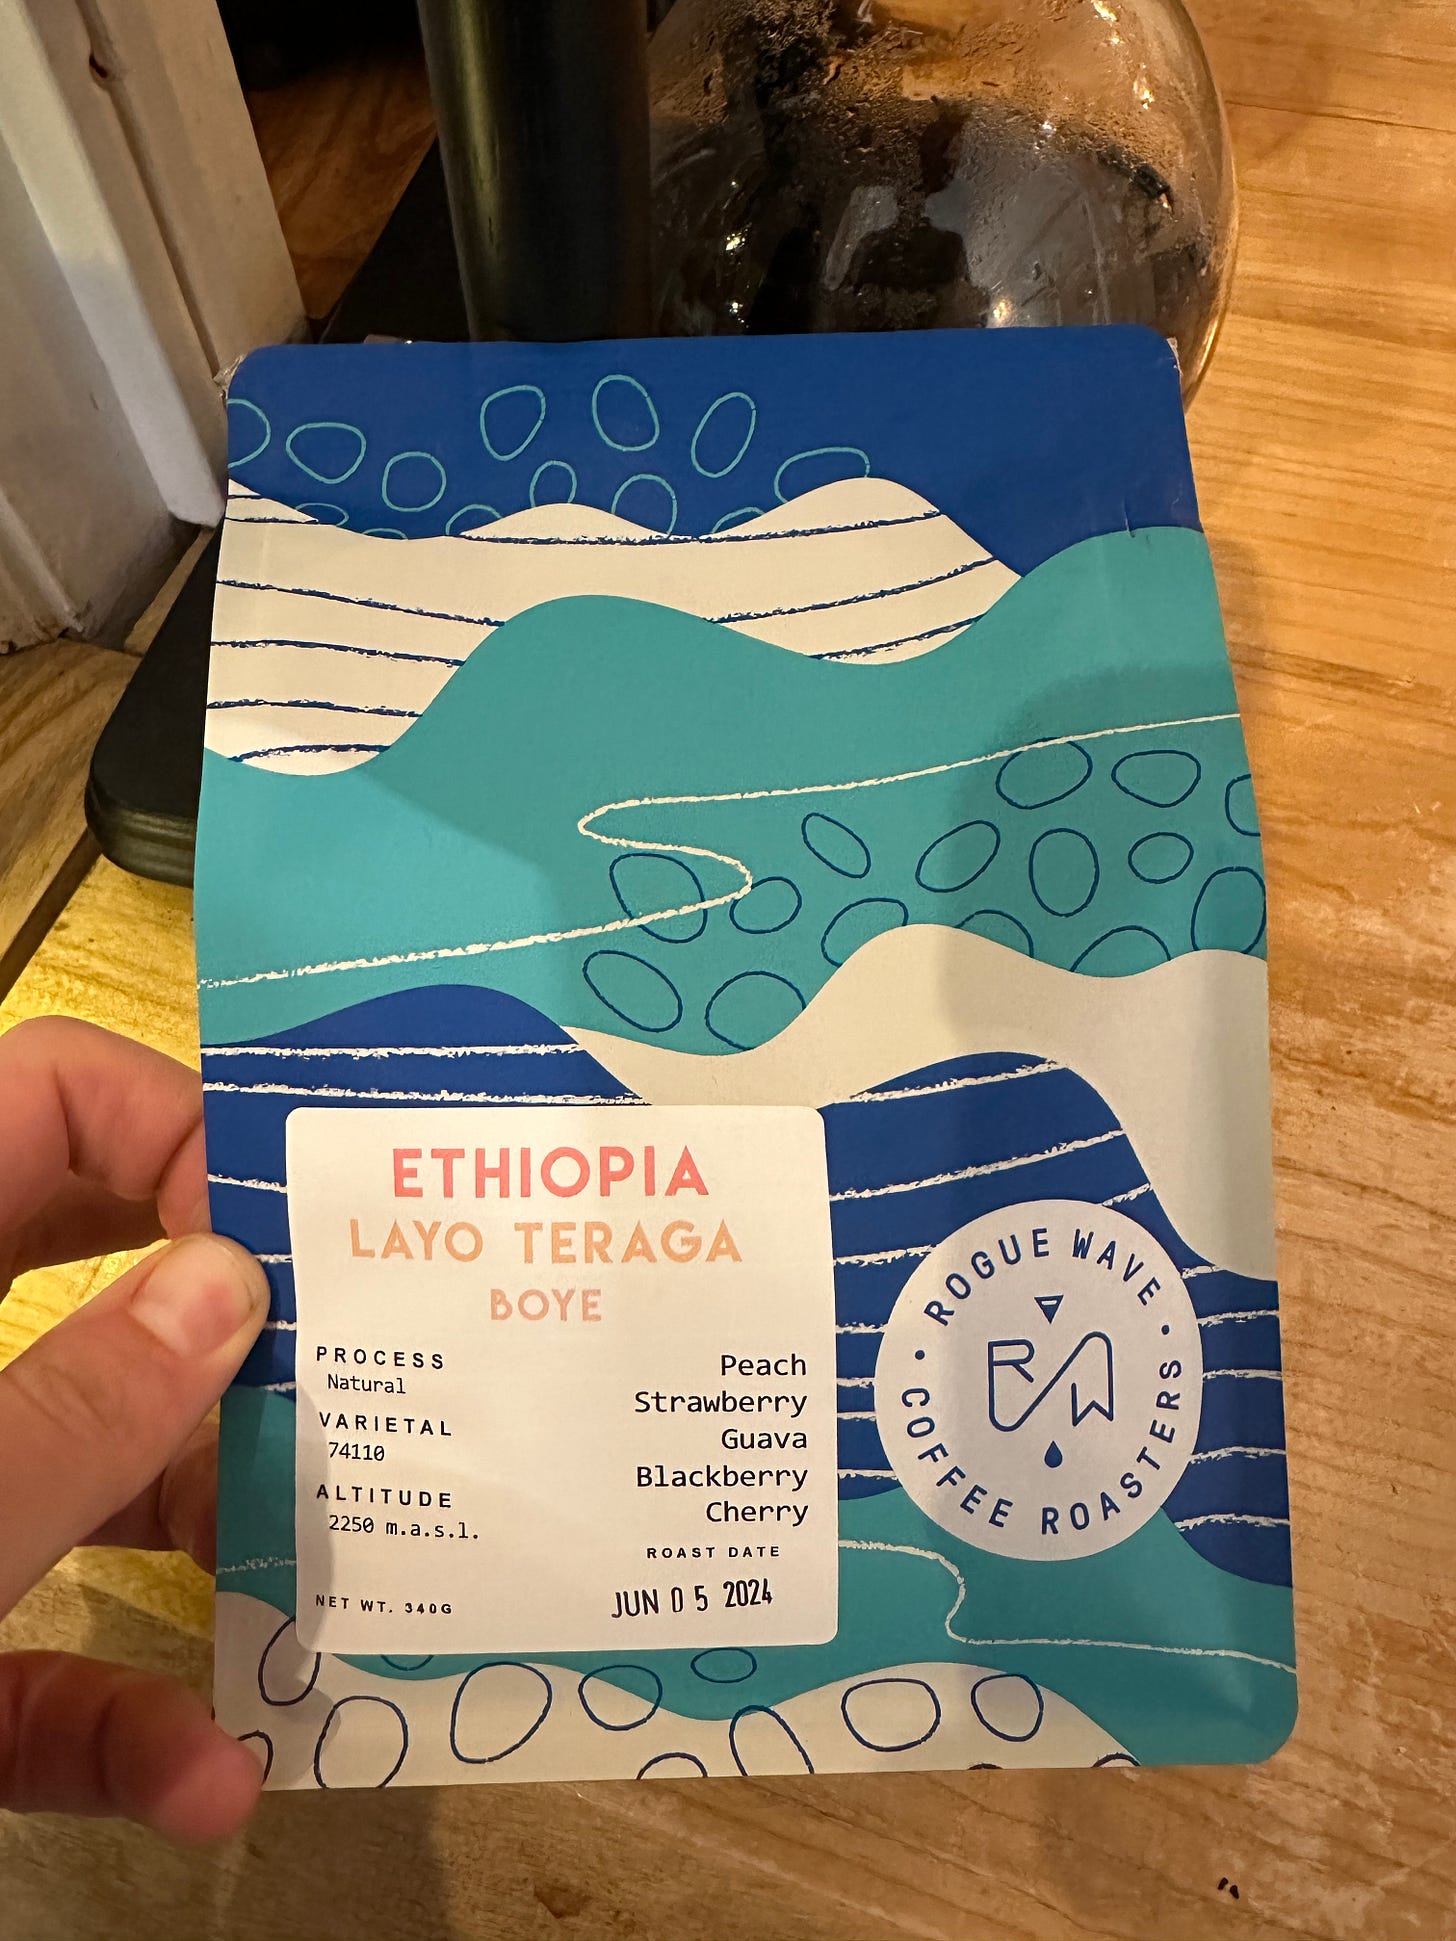 ETHIOPIA
LAYO TERAGA
BOYE
PROCESS
Natural
VARIETAL
74110
ALTITUDE
2250 m.a.s.l.
NET WT. 340G
Peach
Strawberry
Guava
Blackberry
Cherry
ROAST DATE
JUN 05 2024
ROGUE WAVE
RW
• COFFEE ROASTERS •